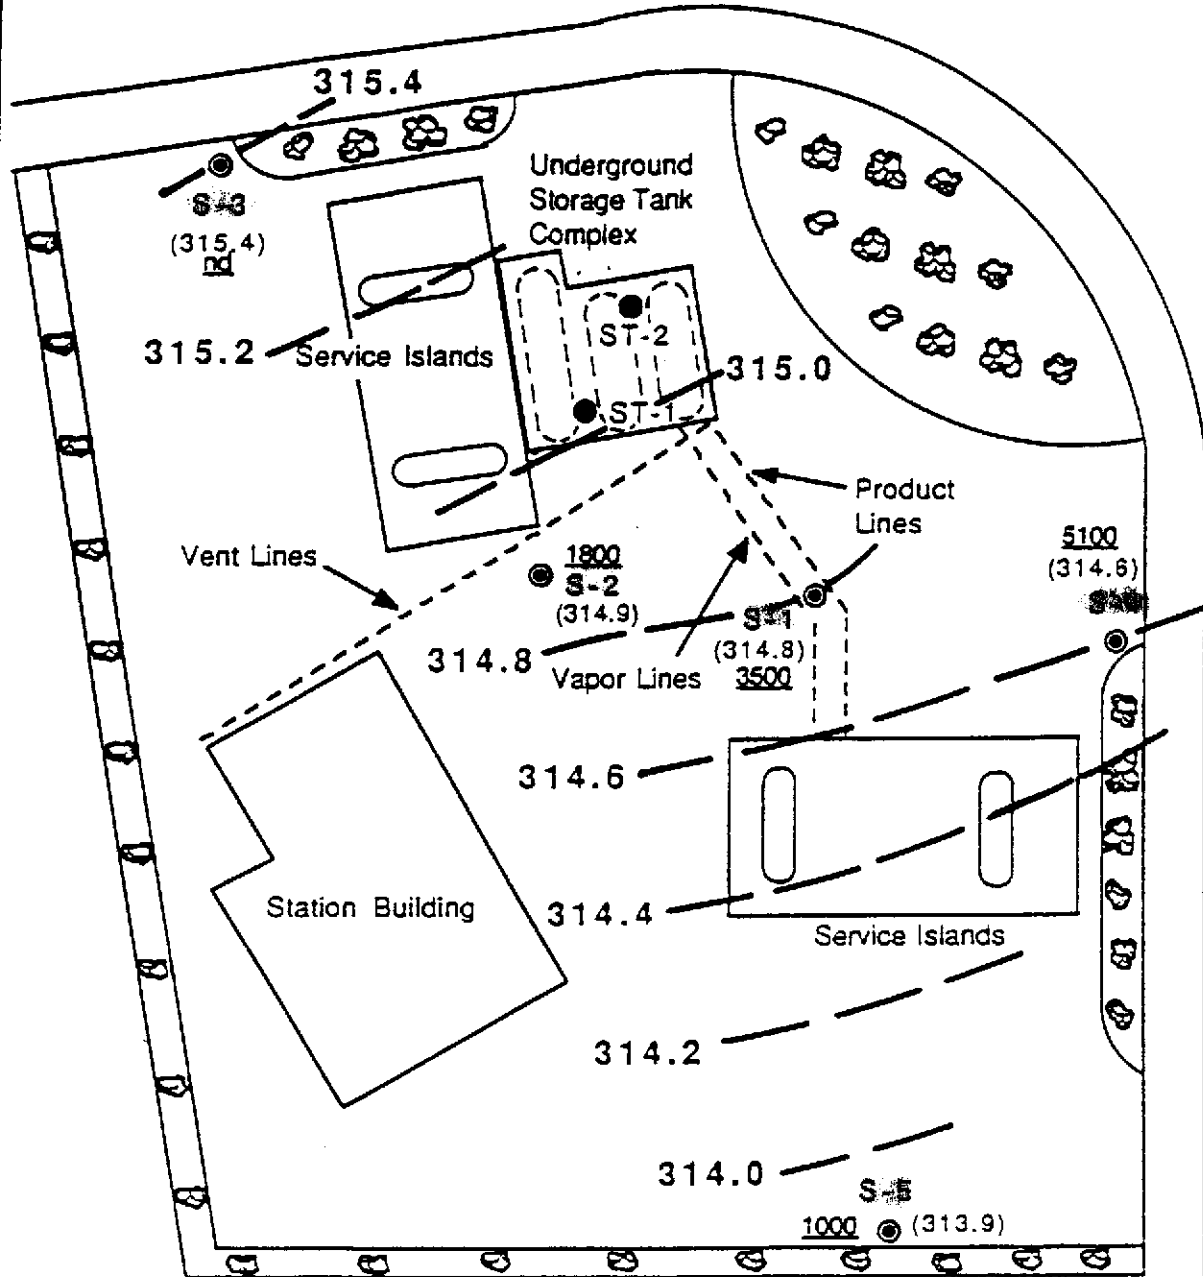 315.4
Underground
Storage Tank
Complex
S-3
(315.4)
nd
315.2
Service Islands
ST-2
315.0
ST-1
Product
Lines
5100
(314.6)
Vent Lines
1800
S-2
(314.9)
S-1
(314.8)
3500
314.8
Vapor Lines
314.6
Station Building
314.4
Service Islands
314.2
314.0
S-5
1000
(313.9)